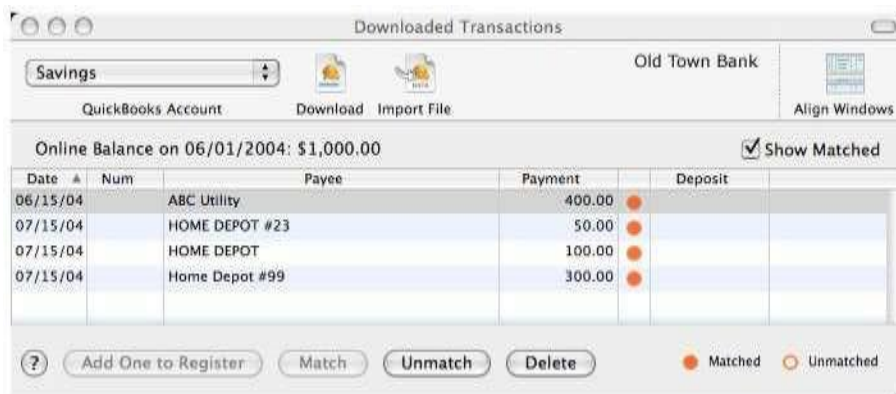 Downloaded Transactions
Savings
Old Town Bank
QuickBooks Account
Download
Import File
Align Windows
Online Balance on 06/01/2004: $1,000.00
Show Matched
Date Num Payee Payment Deposit
06/15/04 ABC Utility 400.00
07/15/04 HOME DEPOT #23 50.00
07/15/04 HOME DEPOT 100.00
07/15/04 Home Depot #99 300.00
? Add One to Register Match Unmatch Delete Matched Unmatched